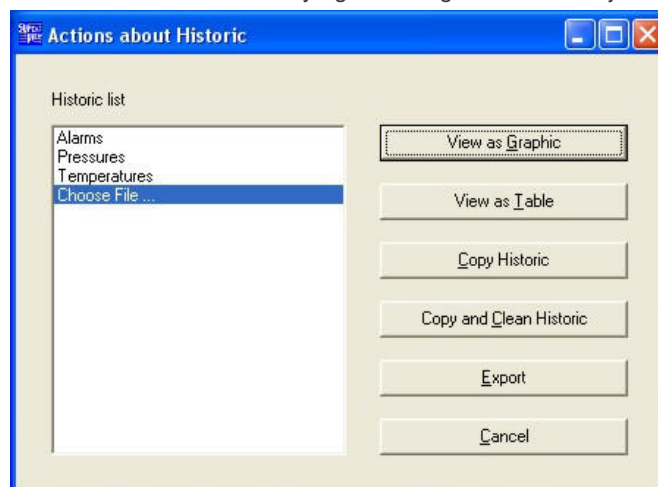 Actions about Historic
Historic list
Alarms
Pressures
Temperatures
Choose File ...
View as Graphic
View as Table
Copy Historic
Copy and Clean Historic
Export
Cancel